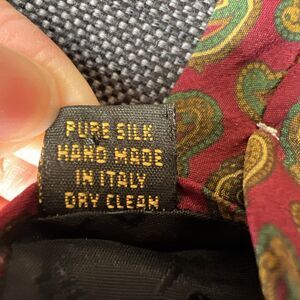 PURE SILK
HAND MADE
IN ITALY
DRY CLEAN